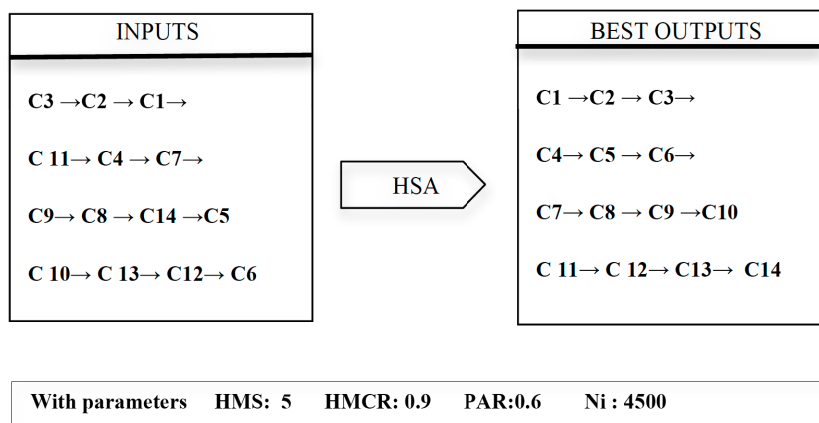 INPUTS
C3 →C2 → C1→
C 11→ C4 → C7→
C9→ C8 → C14 →C5
C 10→ C 13→ C12→ C6
HSA
BEST OUTPUTS
C1 →C2 → C3→
C4→ C5 → C6→
C7→ C8 → C9 →C10
C 11→ C 12→ C13→ C14
With parameters HMS: 5 HMCR: 0.9 PAR:0.6 Ni : 4500